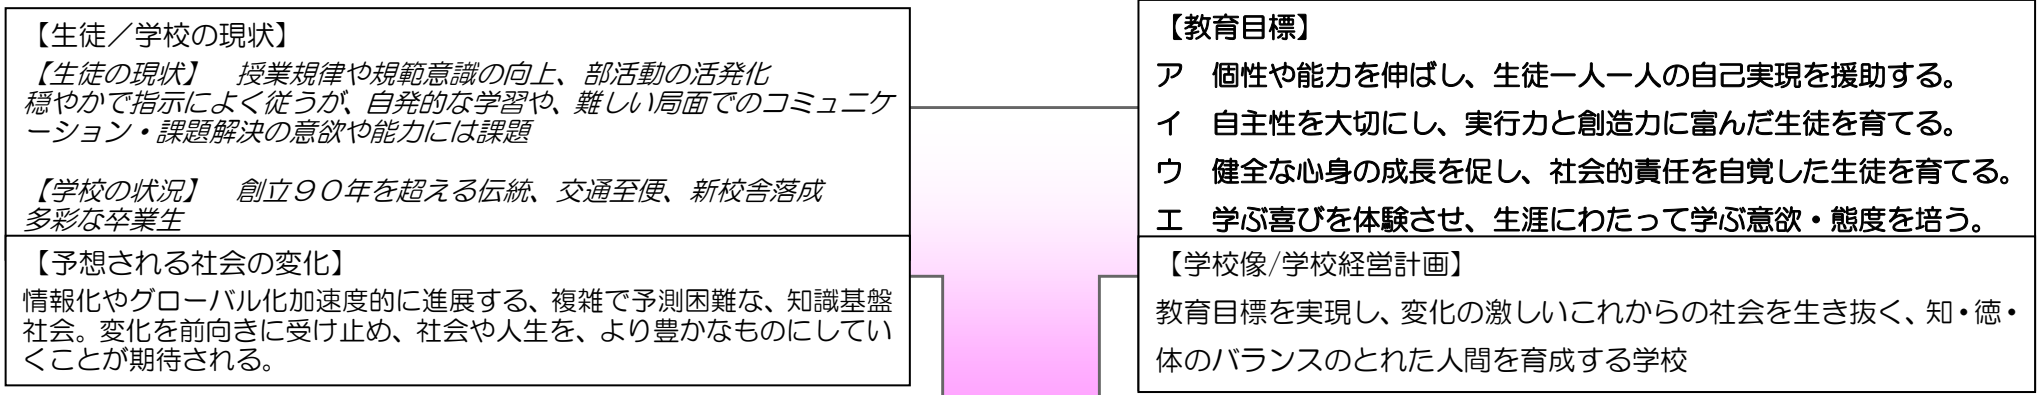 【生徒／学校の現状】
【生徒の現状】　授業規律や規範意識の向上、部活動の活発化
穏やかで指示によく従うが、自発的な学習や、難しい局面でのコミュニケ
ーション・課題解決の意欲や能力には課題
【学校の状況】　創立９０年を超える伝統、交通至便、新校舎落成
多彩な卒業生
【予想される社会の変化】
情報化やグローバル化加速度的に進展する、複雑で予測困難な、知識基盤
社会。変化を前向きに受け止め、社会や人生を、より豊かなものにしてい
くことが期待される。
【教育目標】
ア　個性や能力を伸ばし、生徒一人一人の自己実現を援助する。
イ　自主性を大切にし、実行力と創造力に富んだ生徒を育てる。
ウ　健全な心身の成長を促し、社会的責任を自覚した生徒を育てる。
エ　学ぶ喜びを体験させ、生涯にわたって学ぶ意欲・態度を培う。
【学校像/学校経営計画】
教育目標を実現し、変化の激しいこれからの社会を生き抜く、知・徳・
体のバランスのとれた人間を育成する学校